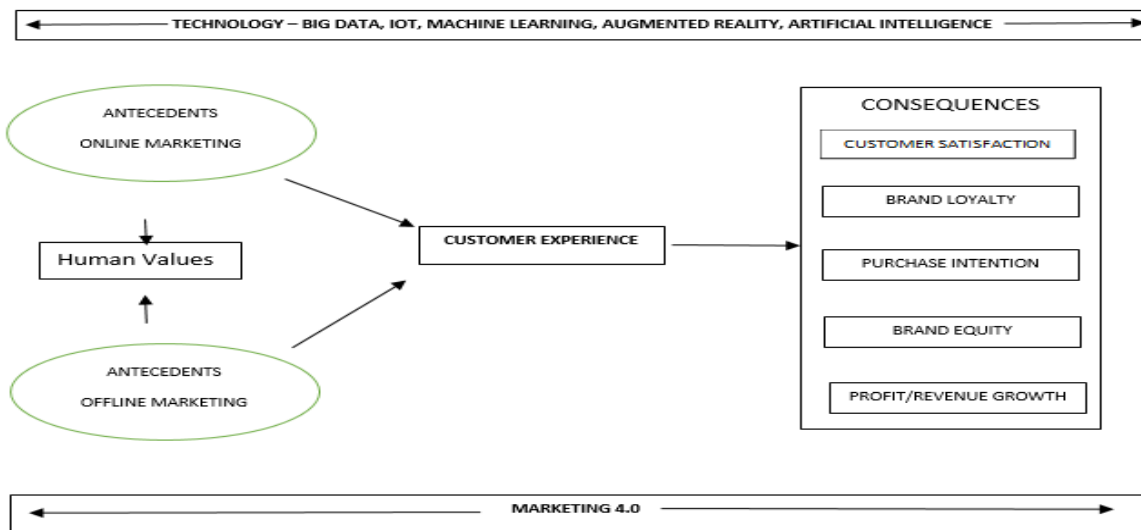 TECHNOLOGY – BIG DATA, IOT, MACHINE LEARNING, AUGMENTED REALITY, ARTIFICIAL INTELLIGENCE
ANTECEDENTS
ONLINE MARKETING
Human Values
ANTECEDENTS
OFFLINE MARKETING
CUSTOMER EXPERIENCE
CONSEQUENCES
CUSTOMER SATISFACTION
BRAND LOYALTY
PURCHASE INTENTION
BRAND EQUITY
PROFIT/REVENUE GROWTH
MARKETING 4.0